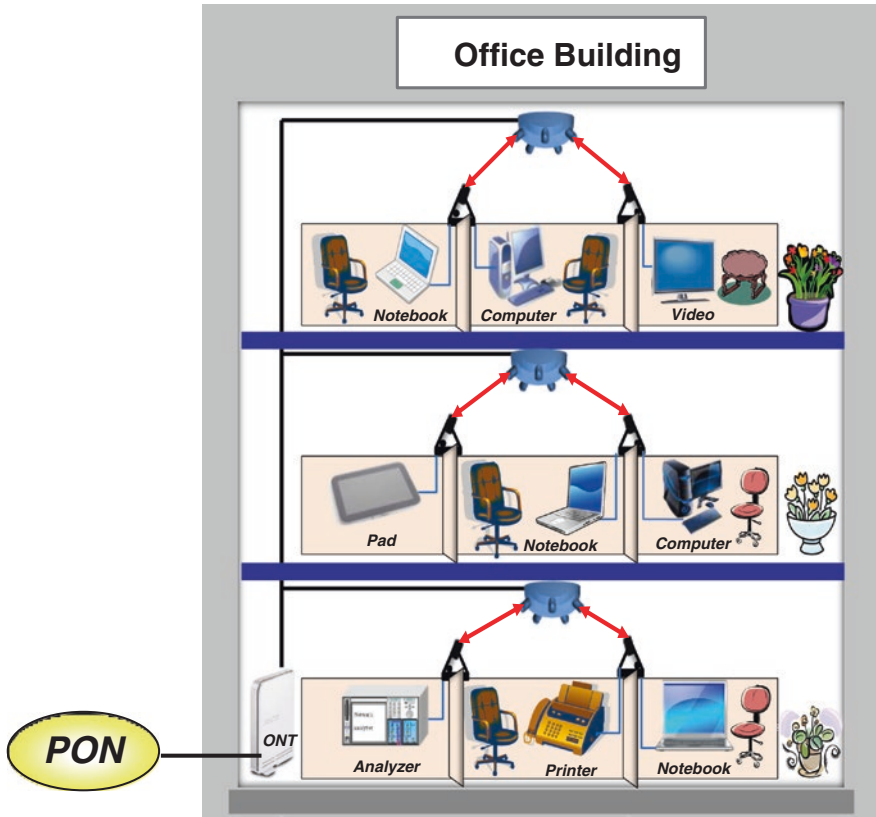 Office Building
Notebook
Computer
Video
Pad
Notebook
Computer
PON
ONT
Analyzer
Printer
Notebook